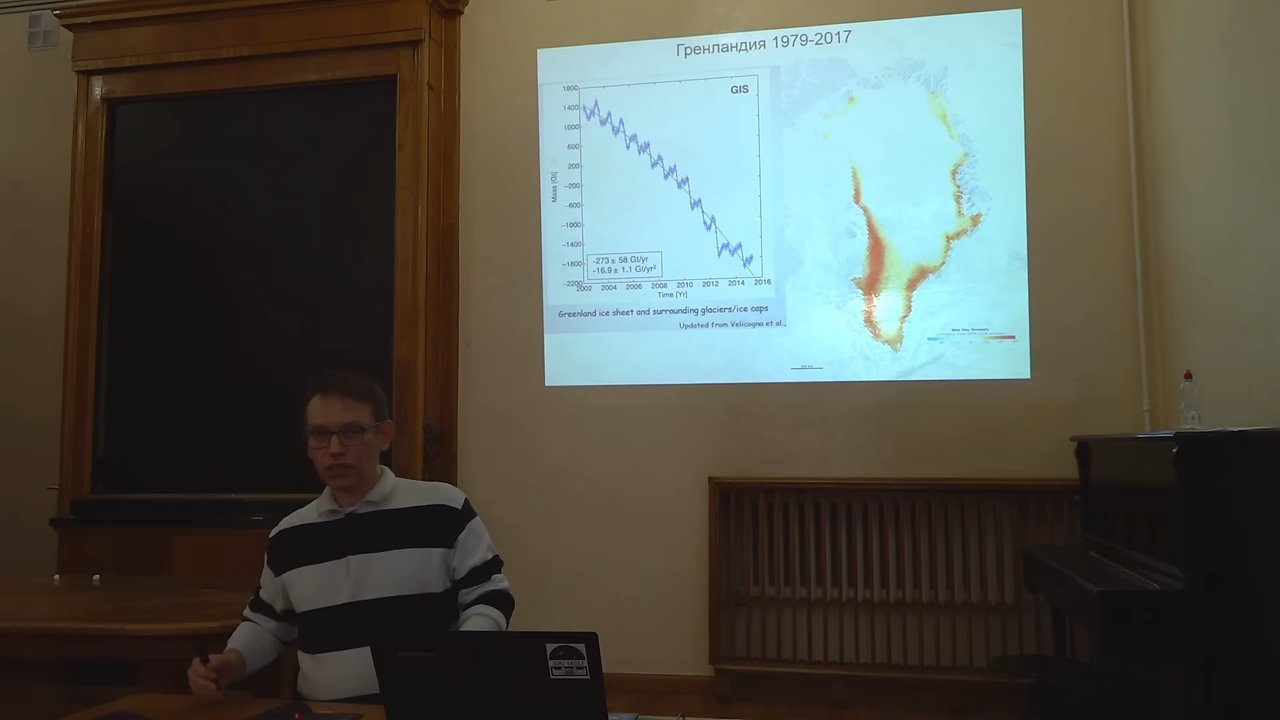 Гренландия 1979-2017
GIS
1800
1400
1000
600
200
-200
-600
-1000
-1400
-1800
-2200
Mass [Gt]
-273 ± 58 Gt/yr
-16.9 ± 1.1 Gt/yr²
2002 2004 2006 2008 2010 2012 2014 2016
Time [Yr]
Greenland ice sheet and surrounding glaciers/ice caps
Updated from Velicogna et al.,
SAI MSU